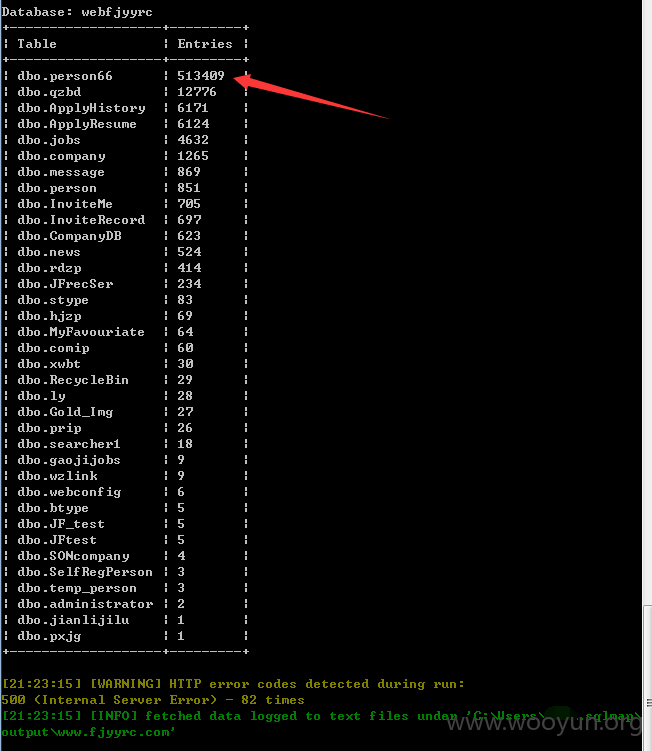 Database: webfjyyrc
+--------------------+---------+
| Table | Entries |
+--------------------+---------+
| dbo.person66 | 513409 |
| dbo.qzbd | 12776 |
| dbo.ApplyHistory | 6171 |
| dbo.ApplyResume | 6124 |
| dbo.jobs | 4632 |
| dbo.company | 1265 |
| dbo.message | 869 |
| dbo.person | 851 |
| dbo.InviteMe | 705 |
| dbo.InviteRecord | 697 |
| dbo.CompanyDB | 623 |
| dbo.news | 524 |
| dbo.rdzp | 414 |
| dbo.JFrecSer | 234 |
| dbo.stype | 83 |
| dbo.hjzp | 69 |
| dbo.MyFavouriate | 64 |
| dbo.comip | 60 |
| dbo.xwbt | 30 |
| dbo.RecycleBin | 29 |
| dbo.ly | 28 |
| dbo.Gold_Img | 27 |
| dbo.prip | 26 |
| dbo.searcher1 | 18 |
| dbo.gaojijobs | 9 |
| dbo.wzlink | 9 |
| dbo.webconfig | 6 |
| dbo.btype | 5 |
| dbo.JF_test | 5 |
| dbo.JFtest | 5 |
| dbo.SONcompany | 4 |
| dbo.SelfRegPerson | 3 |
| dbo.temp_person | 3 |
| dbo.administrator | 2 |
| dbo.jianlijilu | 1 |
| dbo.pxjg | 1 |
+--------------------+---------+
[21:23:15] [WARNING] HTTP error codes detected during run:
500 (Internal Server Error) - 82 times
[21:23:15] [INFO] fetched data logged to text files under 'C:\Users\ .sqlmap\
output\www.fjyyrc.com'
www.wooyun.org